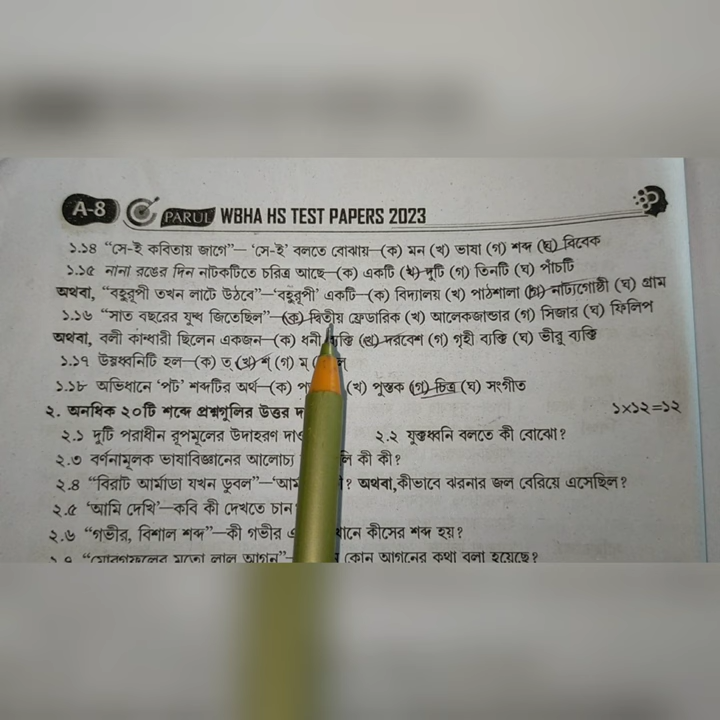 A-8 PARUL WBHA HS TEST PAPERS 2023
১.১৪ “সে-ই কবিতায় জাগে”— ‘সে-ই’ বলতে বোঝায়—(ক) মন (খ) ভাষা (গ) শব্দ (ঘ) বিবেক
১.১৫ নানা রঙের দিন নাটকটিতে চরিত্র আছে—(ক) একটি (খ) দুটি (গ) তিনটি (ঘ) পাঁচটি
অথবা, “বহুরূপী তখন লাটে উঠবে”—‘বহুরূপী’ একটি—(ক) বিদ্যালয় (খ) পাঠশালা (গ) নাট্যগোষ্ঠী (ঘ) গ্রাম
১.১৬ “সাত বছরের যুদ্ধ জিতেছিল”—(ক) দ্বিতীয় ফ্রেডারিক (খ) আলেকজান্ডার (গ) সিজার (ঘ) ফিলিপ
অথবা, বলী কান্ধারী ছিলেন একজন—(ক) ধনী ব্যক্তি (খ) দরবেশ (গ) গৃহী ব্যক্তি (ঘ) ভীরু ব্যক্তি
১.১৭ উষ্মধ্বনিটি হল—(ক) ত্ (খ) শ্ (গ) ম্
১.১৮ অভিধানে ‘পট’ শব্দটির অর্থ—(ক) (খ) পুস্তক (গ) চিত্র (ঘ) সংগীত
২. অনধিক ২০টি শব্দে প্রশ্নগুলির উত্তর ১×১২=১২
২.১ দুটি পরাধীন রূপমূলের উদাহরণ দাও ২.২ যুক্তধ্বনি বলতে কী বোঝো?
২.৩ বর্ণনামূলক ভাষাবিজ্ঞানের আলোচ্য কী কী?
২.৪ “বিরাট আর্মাডা যখন ডুবল”— অথবা, কীভাবে ঝরনার জল বেরিয়ে এসেছিল?
২.৫ ‘আমি দেখি’—কবি কী দেখতে চান
২.৬ “গভীর, বিশাল শব্দ”—কী গভীর কীসের শব্দ হয়?
“মোরগফুলের মতো লাল আগুন”— কোন আগুনের কথা বলা হয়েছে?